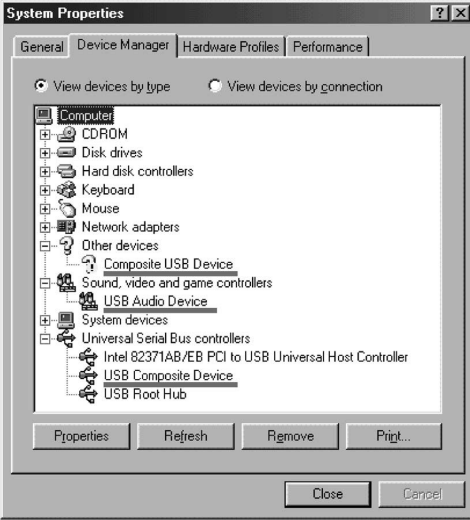 System Properties
General Device Manager Hardware Profiles Performance
View devices by type View devices by connection
Computer
CDROM
Disk drives
Hard disk controllers
Keyboard
Mouse
Network adapters
Other devices
Composite USB Device
Sound, video and game controllers
USB Audio Device
System devices
Universal Serial Bus controllers
Intel 82371AB/EB PCI to USB Universal Host Controller
USB Composite Device
USB Root Hub
Properties Refresh Remove Print...
Close Cancel